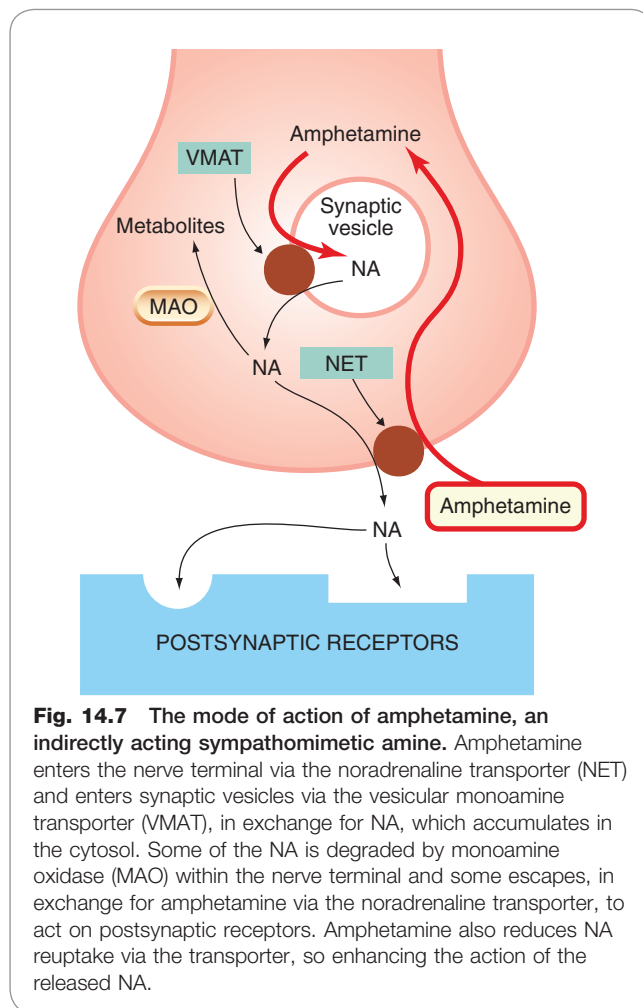 Amphetamine
VMAT
Synaptic
vesicle
Metabolites
NA
MAO
NA
NET
Amphetamine
NA
POSTSYNAPTIC RECEPTORS
Fig. 14.7 The mode of action of amphetamine, an
indirectly acting sympathomimetic amine. Amphetamine
enters the nerve terminal via the noradrenaline transporter (NET)
and enters synaptic vesicles via the vesicular monoamine
transporter (VMAT), in exchange for NA, which accumulates in
the cytosol. Some of the NA is degraded by monoamine
oxidase (MAO) within the nerve terminal and some escapes, in
exchange for amphetamine via the noradrenaline transporter, to
act on postsynaptic receptors. Amphetamine also reduces NA
reuptake via the transporter, so enhancing the action of the
released NA.